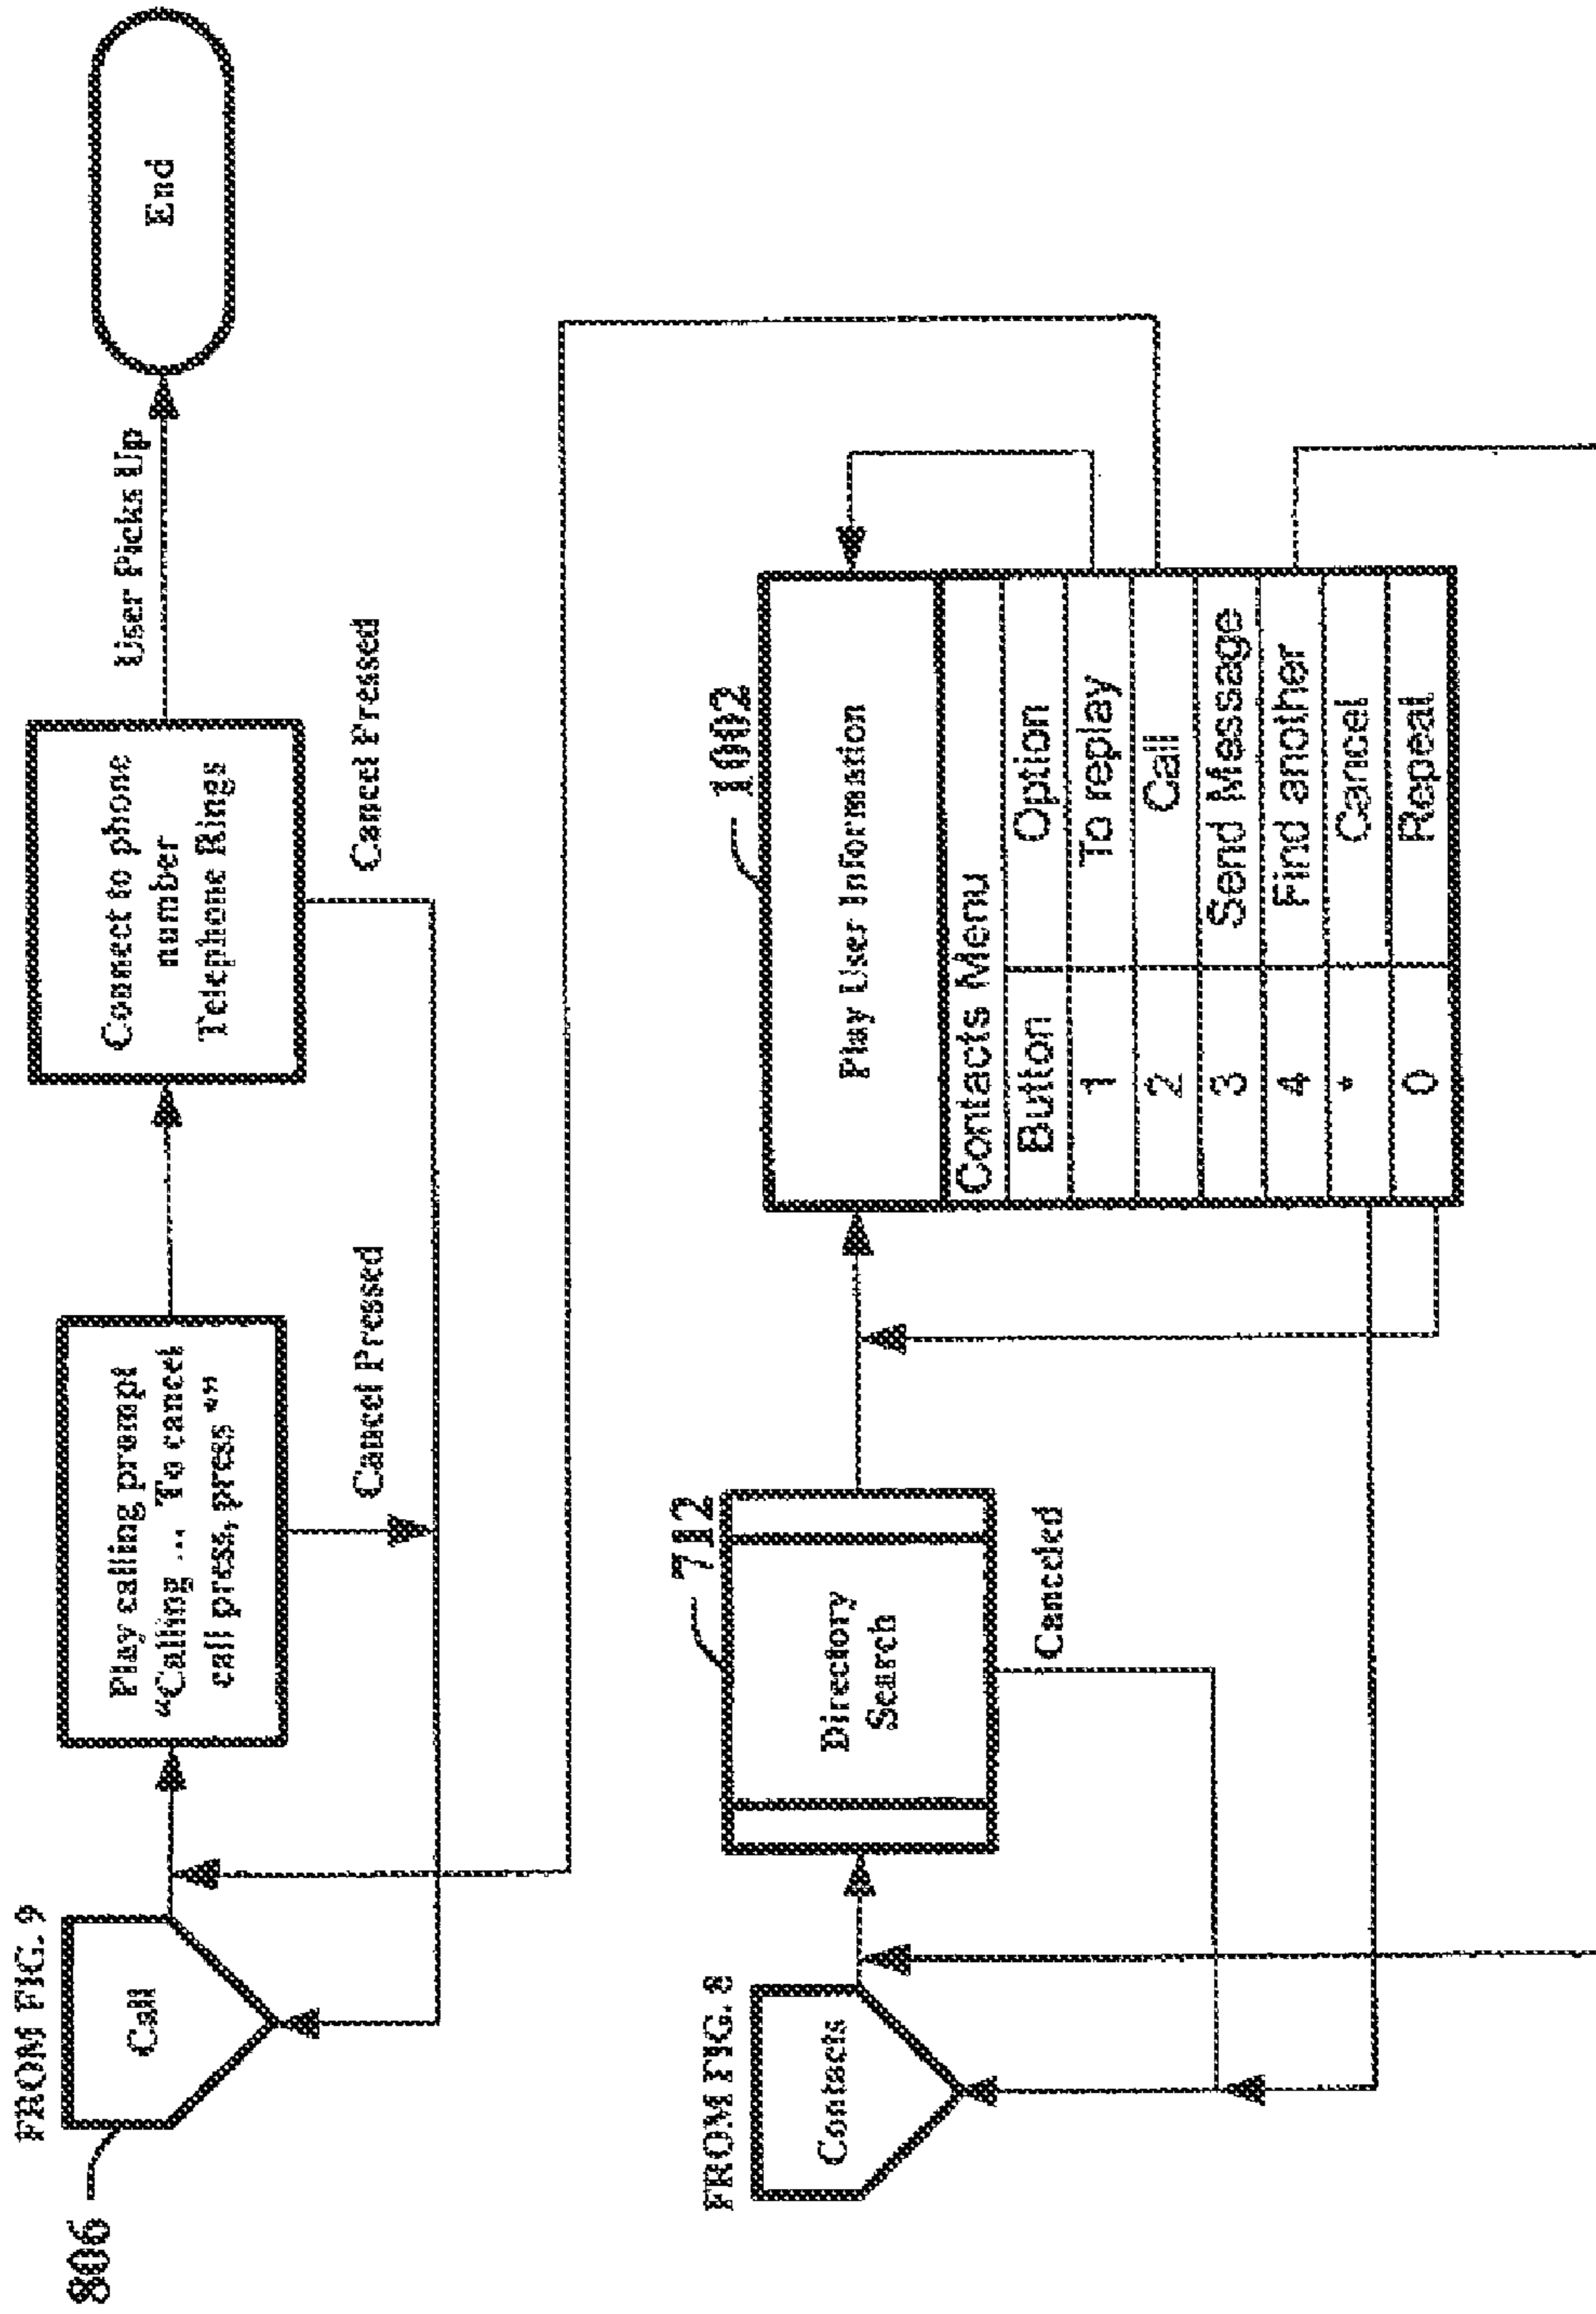 FROM FIG. 9
806
Call
Play calling prompt
“Calling ... To cancel
call press, press *”
Cancel Pressed
Connect to phone
number
Telephone Rings
Cancel Pressed
User Picks Up
End
FROM FIG. 8
Contacts
712
Directory
Search
Canceled
1002
Play User Information
Contacts Menu
Button Option
1 To replay
2 Call
3 Send Message
4 Find another
* Cancel
0 Repeat